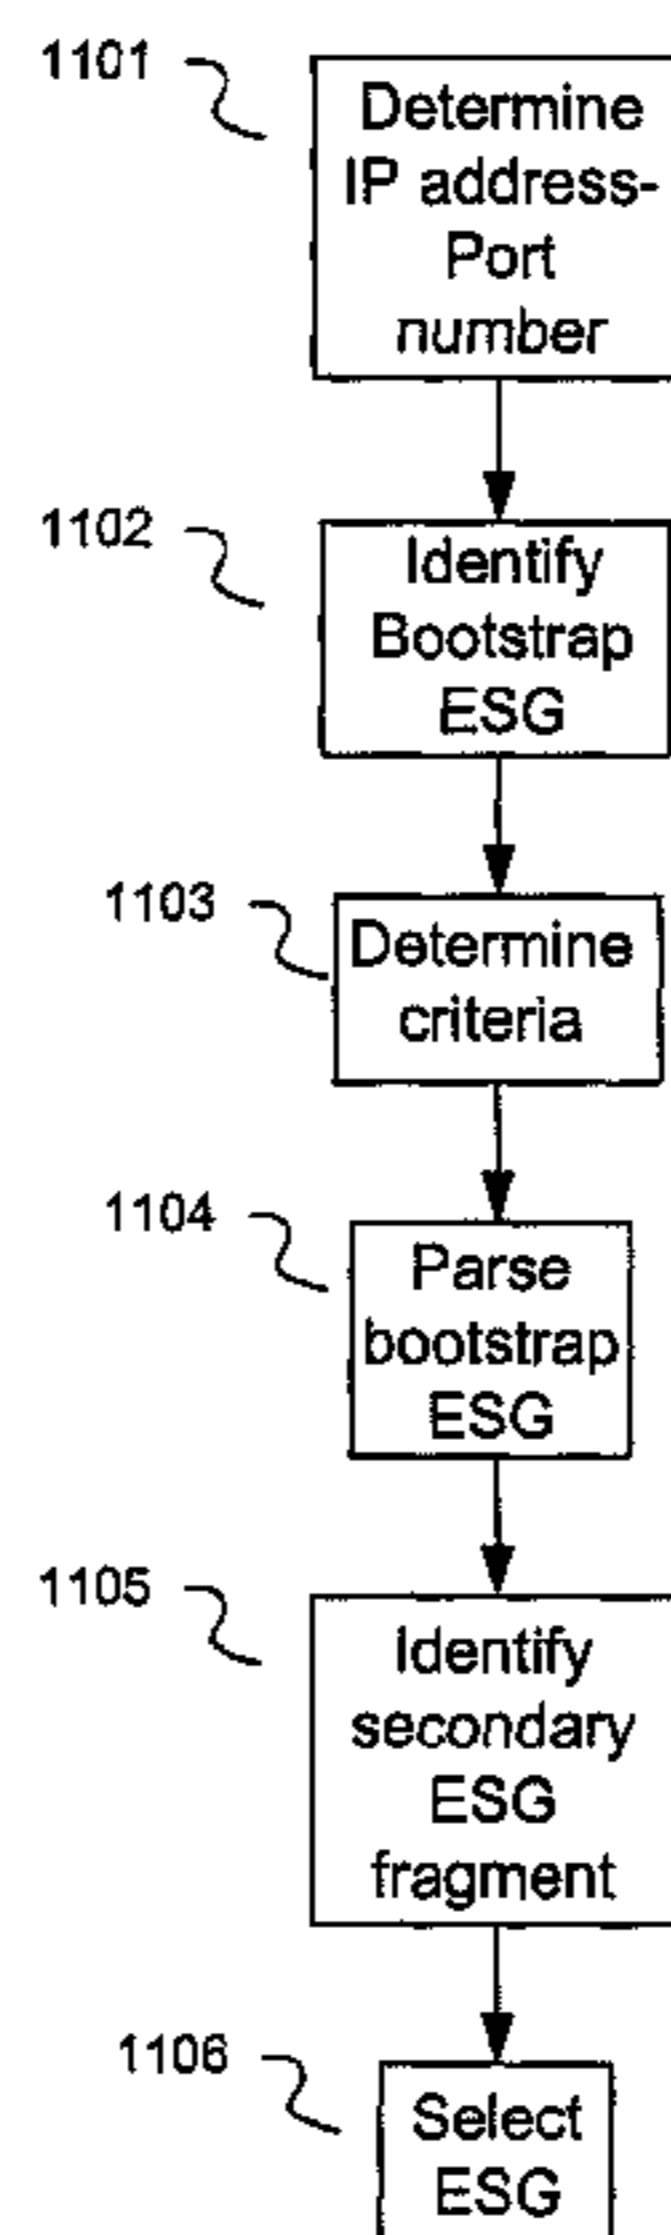 1101
Determine
IP address-
Port
number
1102
Identify
Bootstrap
ESG
1103
Determine
criteria
1104
Parse
bootstrap
ESG
1105
Identify
secondary
ESG
fragment
1106
Select
ESG